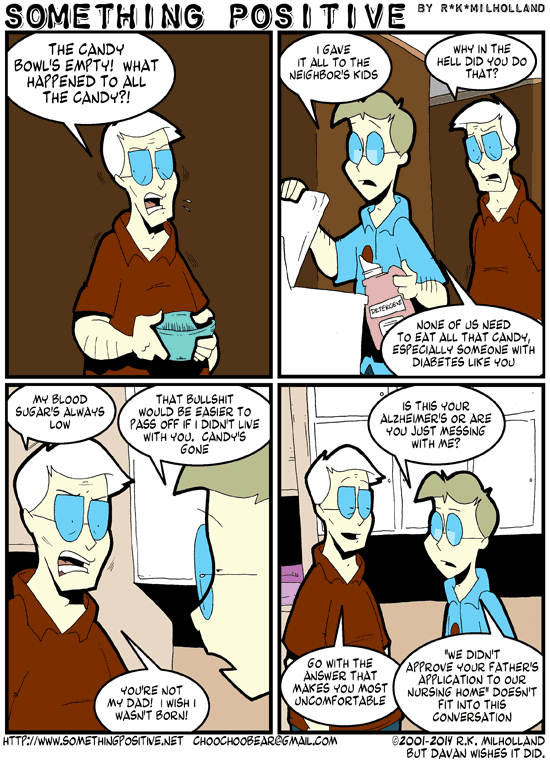 SOMETHING POSITIVE BY R*K*MILHOLLAND
THE CANDY
BOWL'S EMPTY! WHAT
HAPPENED TO ALL
THE CANDY?!
I GAVE
IT ALL TO THE
NEIGHBOR'S KIDS
WHY IN THE
HELL DID YOU DO
THAT?
DETERGENT
NONE OF US NEED
TO EAT ALL THAT CANDY,
ESPECIALLY SOMEONE WITH
DIABETES LIKE YOU
MY BLOOD
SUGAR'S ALWAYS
LOW
THAT BULLSHIT
WOULD BE EASIER TO
PASS OFF IF I DIDN'T LIVE
WITH YOU. CANDY'S
GONE
YOU'RE NOT
MY DAD! I WISH I
WASN'T BORN!
IS THIS YOUR
ALZHEIMER'S OR ARE
YOU JUST MESSING
WITH ME?
GO WITH THE
ANSWER THAT
MAKES YOU MOST
UNCOMFORTABLE
"WE DIDN'T
APPROVE YOUR FATHER'S
APPLICATION TO OUR
NURSING HOME" DOESN'T
FIT INTO THIS
CONVERSATION
HTTP://WWW.SOMETHINGPOSITIVE.NET CHOOCHOOBEAR@GMAIL.COM ©2001-2014 R.K. MILHOLLAND
BUT DAVAN WISHES IT DID.